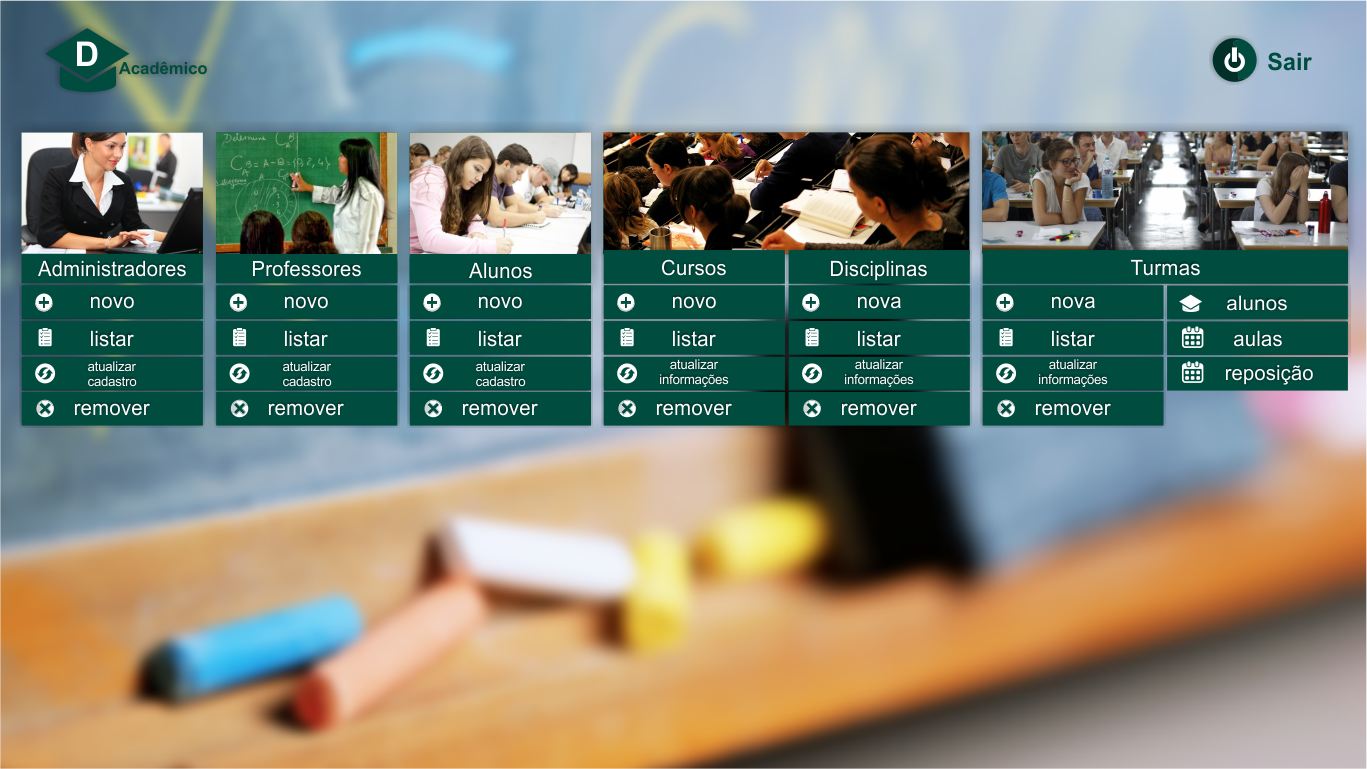 D
Acadêmico
Sair
Administradores
novo
listar
atualizar
cadastro
remover
Professores
novo
listar
atualizar
cadastro
remover
Alunos
novo
listar
atualizar
cadastro
remover
Cursos
novo
listar
atualizar
informações
remover
Disciplinas
nova
listar
atualizar
informações
remover
Turmas
nova
listar
atualizar
informações
remover
alunos
aulas
reposição